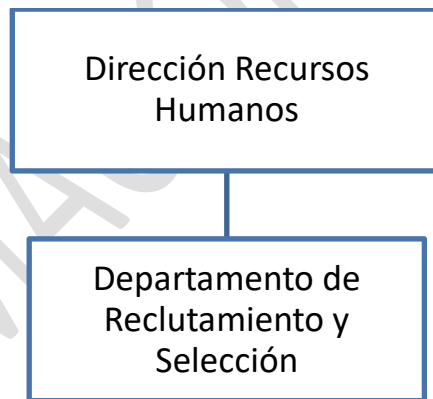 Dirección Recursos
Humanos
Departamento de
Reclutamiento y
Selección